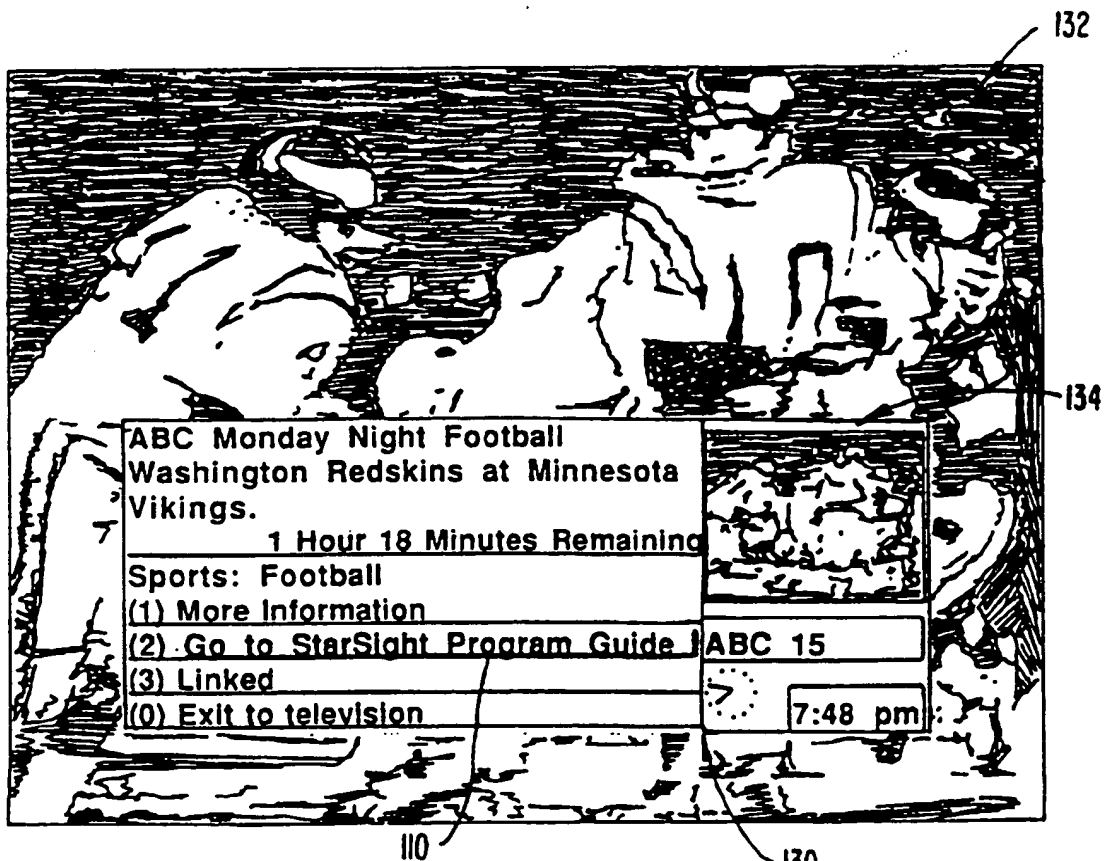 132
134
ABC Monday Night Football
Washington Redskins at Minnesota
Vikings.
1 Hour 18 Minutes Remaining
Sports: Football
(1) More Information
(2) Go to StarSight Program Guide
ABC 15
(3) Linked
(0) Exit to television
7:48 pm
110
130